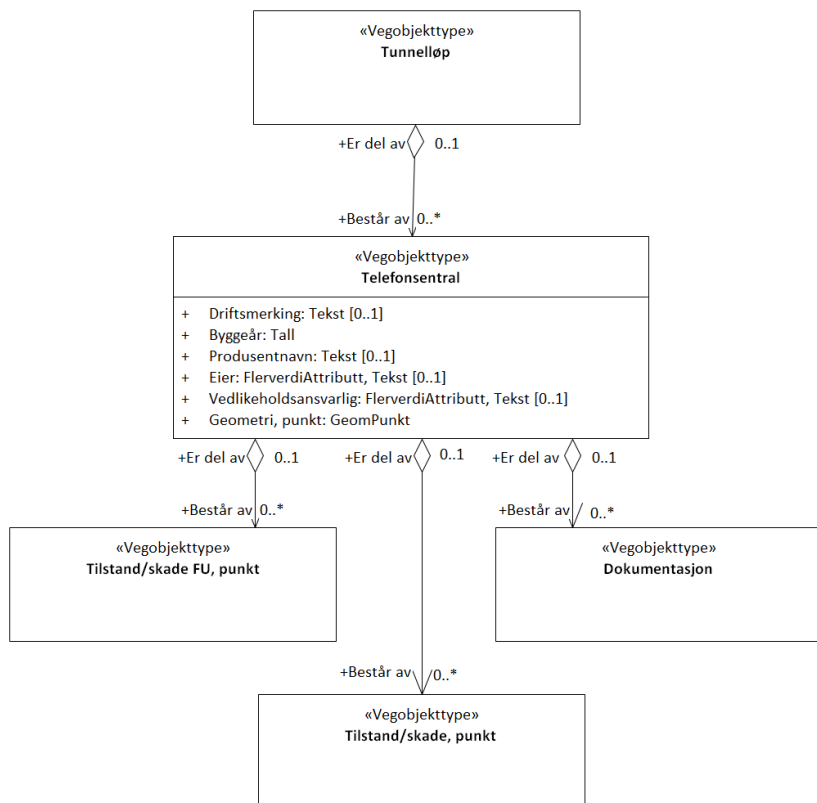 «Vegobjekttype»
Tunnelløp
+Er del av 0..1
+Består av 0..*
«Vegobjekttype»
Telefonsentral
+ Driftsmerking: Tekst [0..1]
+ Byggeår: Tall
+ Produsentnavn: Tekst [0..1]
+ Eier: FlerverdiAttributt, Tekst [0..1]
+ Vedlikeholdsansvarlig: FlerverdiAttributt, Tekst [0..1]
+ Geometri, punkt: GeomPunkt
+Er del av 0..1 +Er del av 0..1 +Er del av 0..1
+Består av 0..* +Består av 0..*
«Vegobjekttype»
Tilstand/skade FU, punkt
«Vegobjekttype»
Dokumentasjon
+Består av 0..*
«Vegobjekttype»
Tilstand/skade, punkt